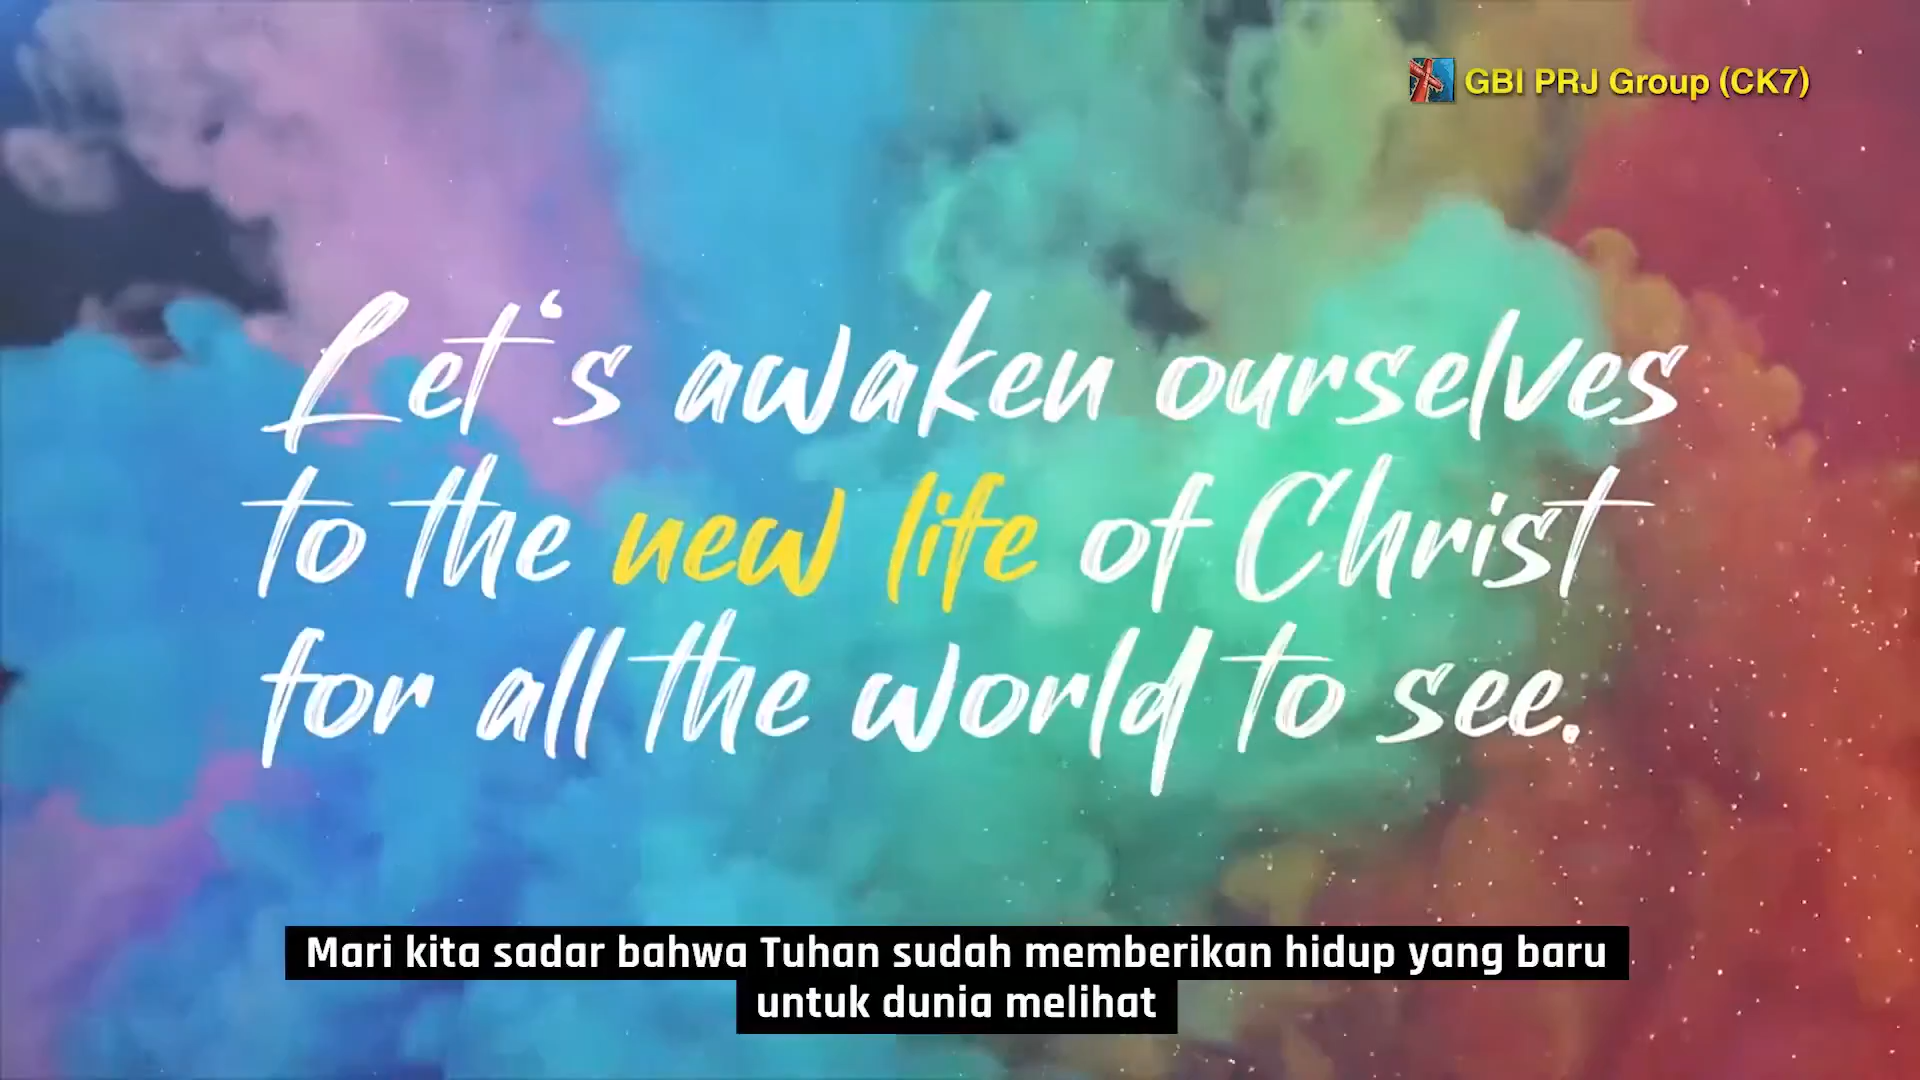 GBI PRJ Group (CK7)
Let‘s awaken ourselves
to the new life of Christ
for all the world to see.
Mari kita sadar bahwa Tuhan sudah memberikan hidup yang baru
untuk dunia melihat